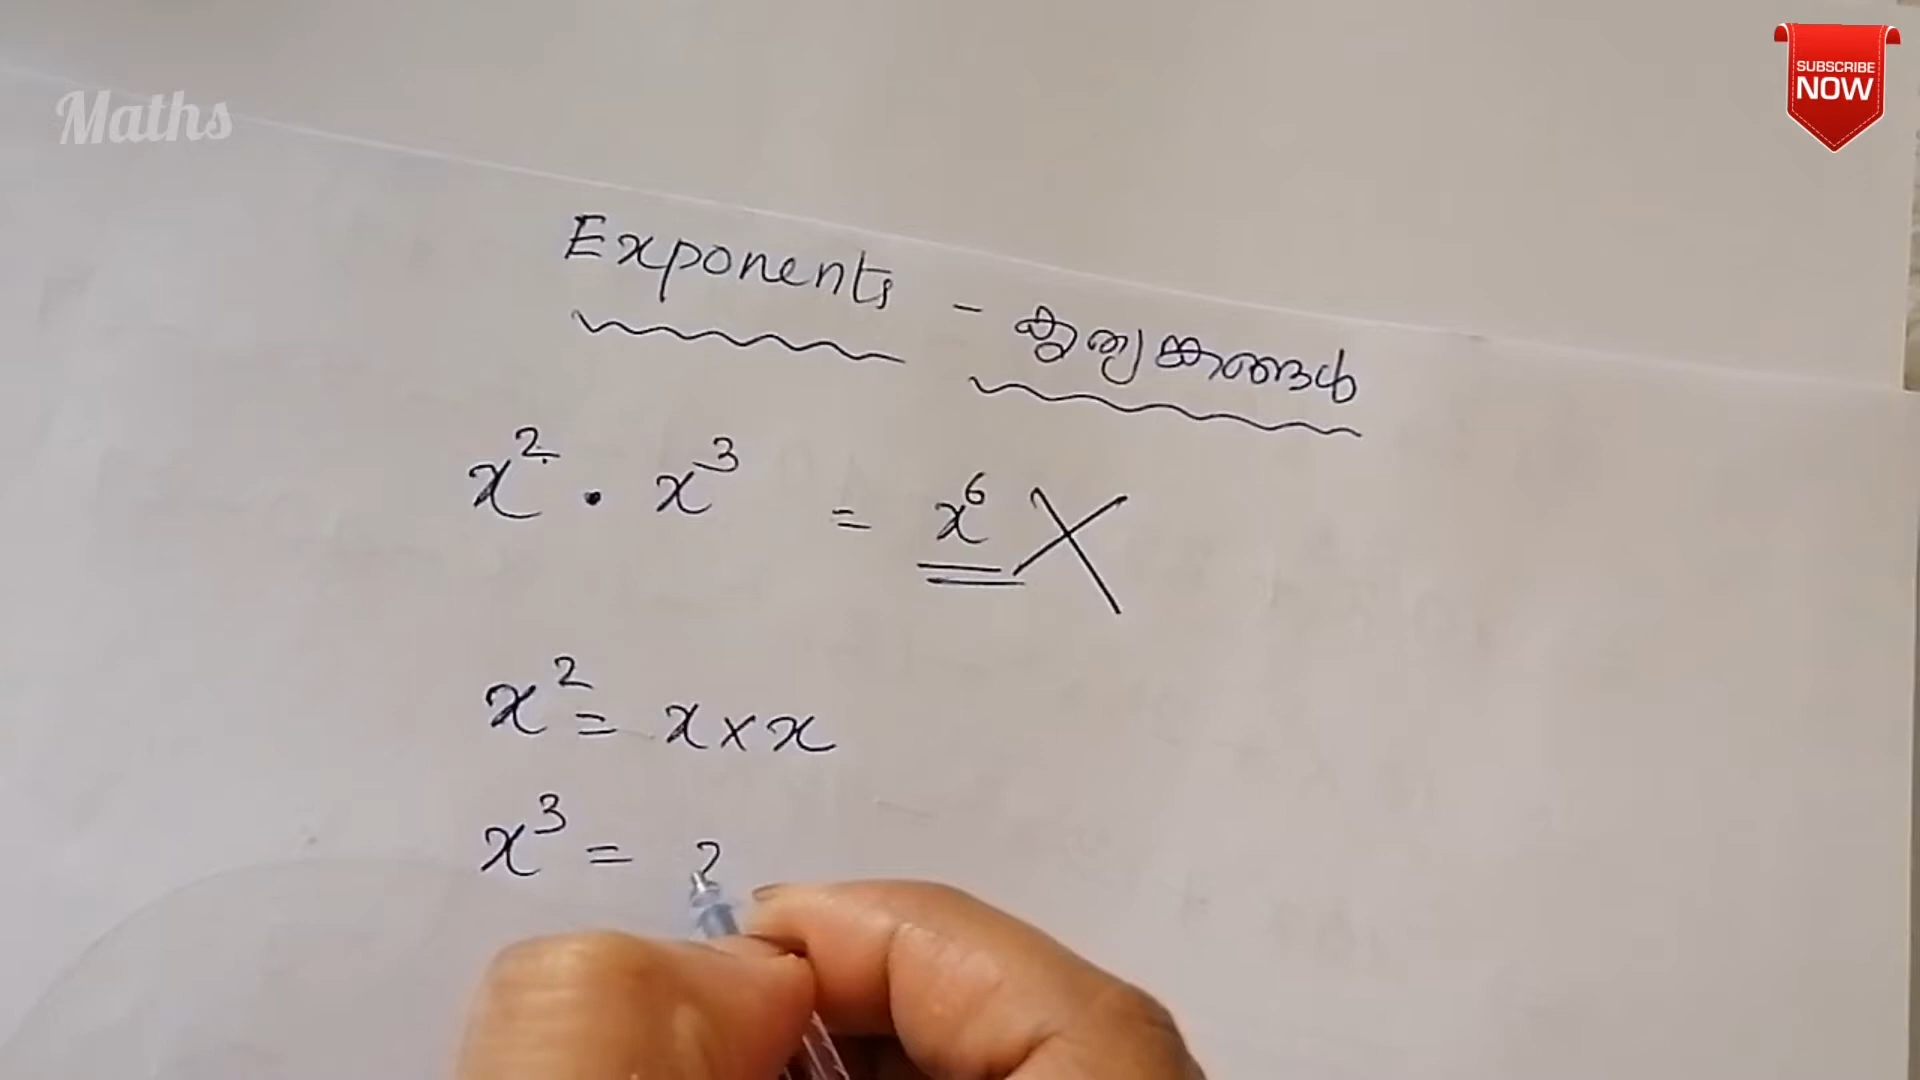 Maths
SUBSCRIBE
NOW
Exponents - കൃത്യങ്കങ്ങൾ
x² · x³ = x⁶ X
x² = x × x
x³ =